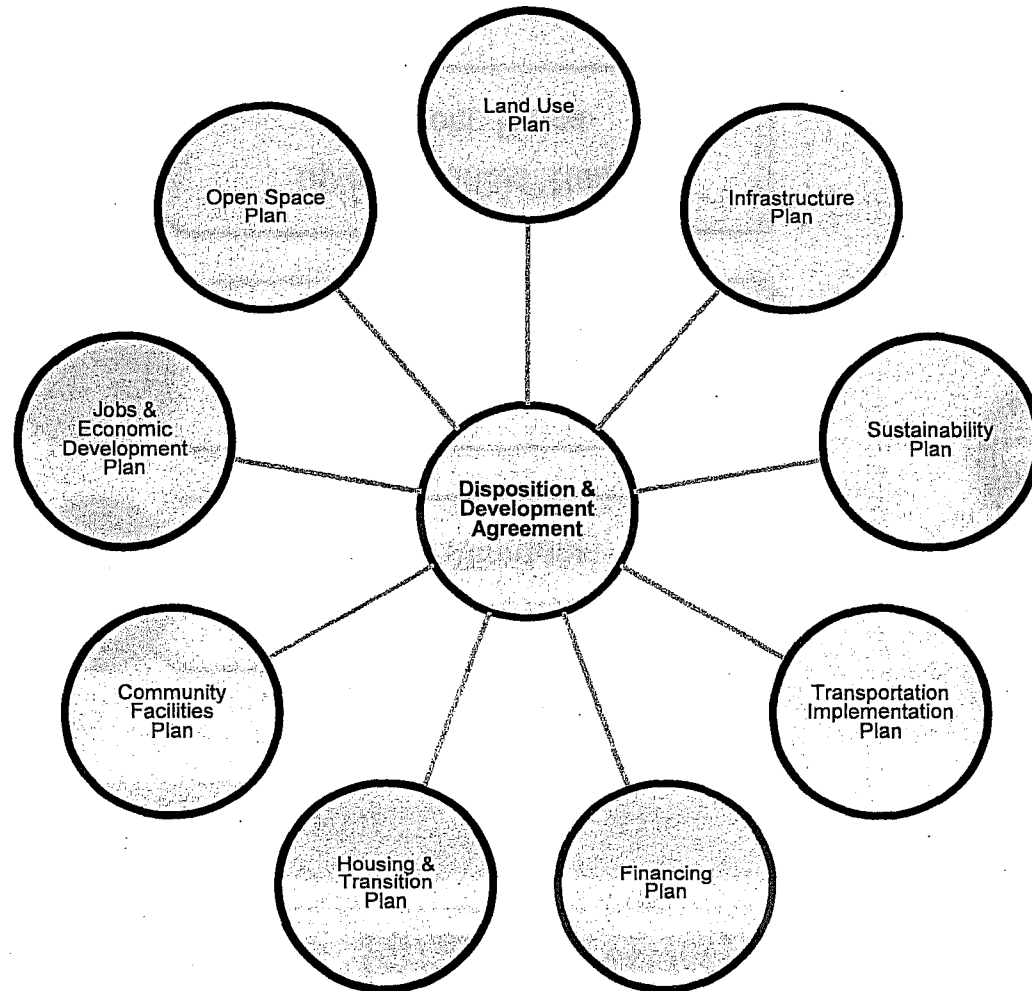 Land Use
Plan
Infrastructure
Plan
Sustainability
Plan
Transportation
Implementation
Plan
Financing
Plan
Housing &
Transition
Plan
Community
Facilities
Plan
Jobs &
Economic
Development
Plan
Open Space
Plan
Disposition &
Development
Agreement